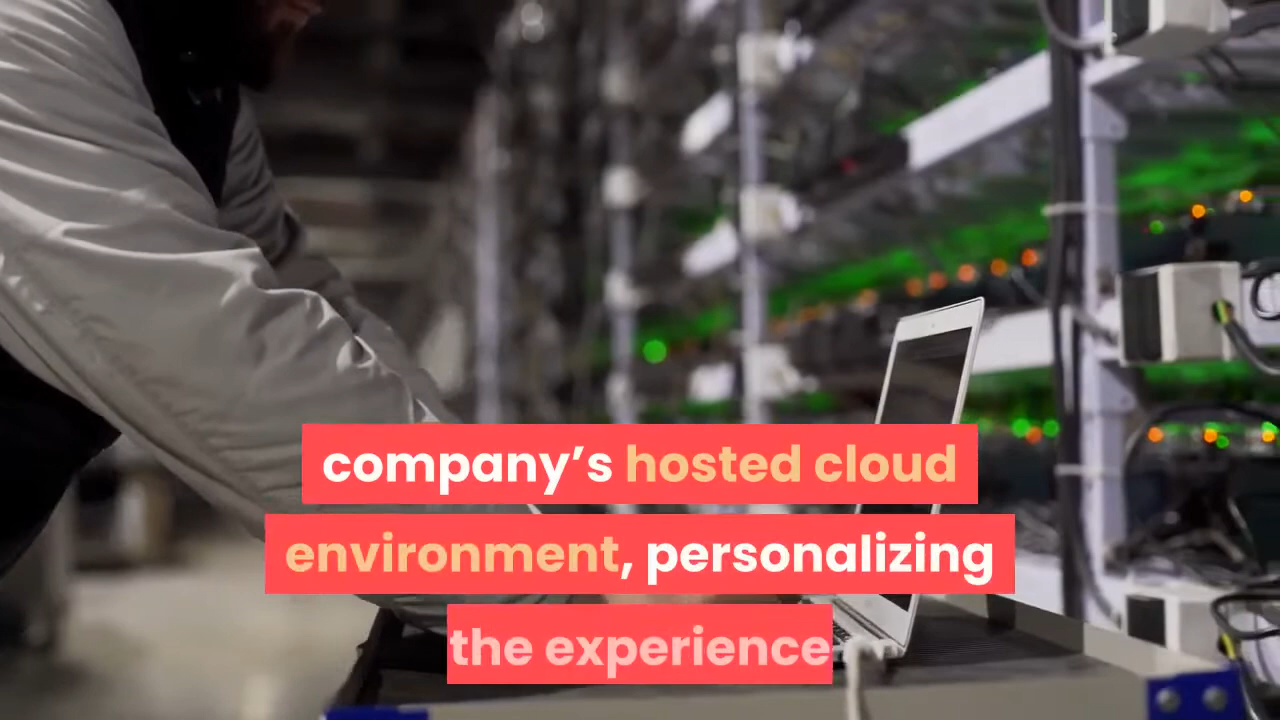 company’s hosted cloud
environment, personalizing
the experience